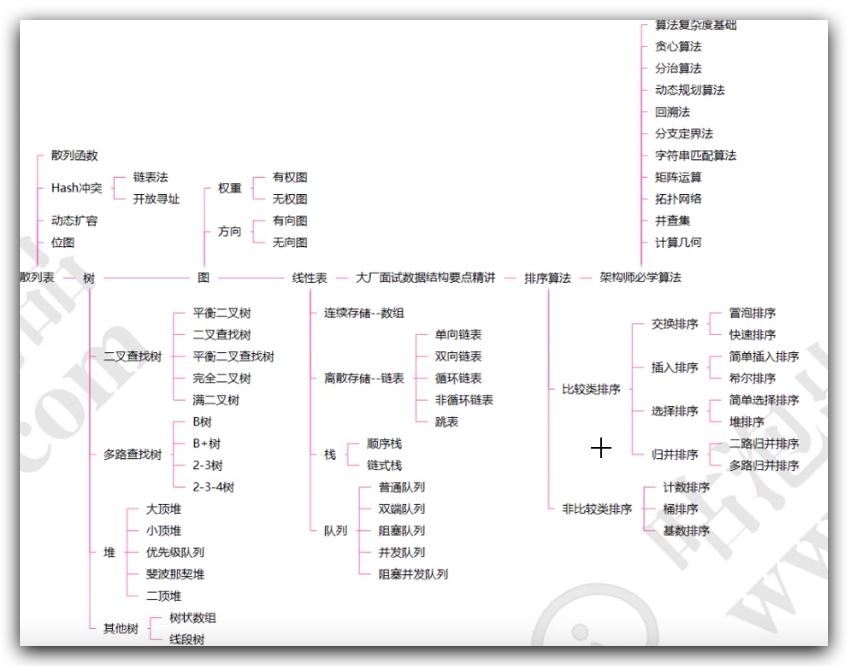 算法复杂度基础
贪心算法
分治算法
动态规划算法
回溯法
分支定界法
字符串匹配算法
矩阵运算
拓扑网络
并查集
计算几何
散列函数
Hash冲突
链表法
开放寻址
动态扩容
位图
权重
有权图
无权图
方向
有向图
无向图
散列表
树
图
线性表
大厂面试数据结构要点精讲
排序算法
架构师必学算法
二叉查找树
平衡二叉树
二叉查找树
平衡二叉查找树
完全二叉树
满二叉树
多路查找树
B树
B+树
2-3树
2-3-4树
堆
大顶堆
小顶堆
优先级队列
斐波那契堆
二顶堆
其他树
树状数组
线段树
连续存储--数组
离散存储--链表
单向链表
双向链表
循环链表
非循环链表
跳表
栈
顺序栈
链式栈
队列
普通队列
双端队列
阻塞队列
并发队列
阻塞并发队列
比较类排序
交换排序
冒泡排序
快速排序
插入排序
简单插入排序
希尔排序
选择排序
简单选择排序
堆排序
归并排序
二路归并排序
多路归并排序
非比较类排序
计数排序
桶排序
基数排序
.com